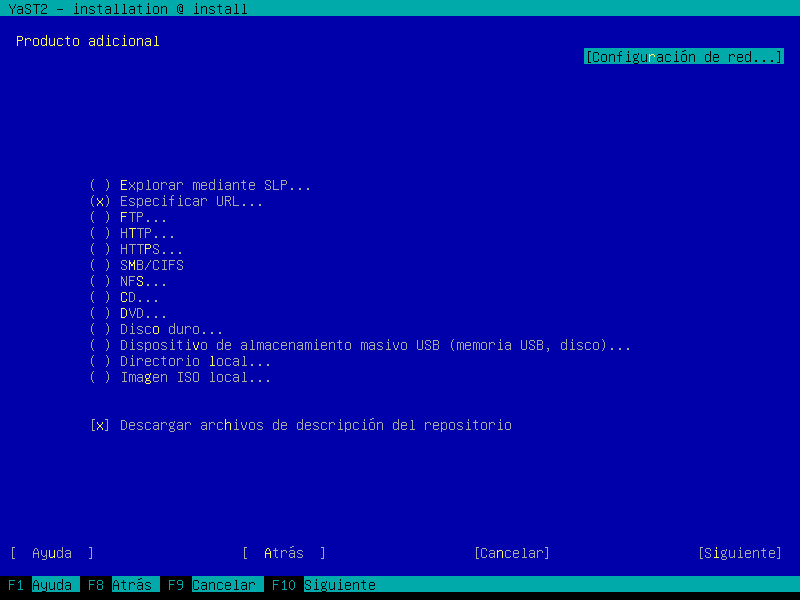 YaST2 - installation @ install
Producto adicional
[Configuración de red...]
( ) Explorar mediante SLP...
(x) Especificar URL...
( ) FTP...
( ) HTTP...
( ) HTTPS...
( ) SMB/CIFS
( ) NFS...
( ) CD...
( ) DVD...
( ) Disco duro...
( ) Dispositivo de almacenamiento masivo USB (memoria USB, disco)...
( ) Directorio local...
( ) Imagen ISO local...
[x] Descargar archivos de descripción del repositorio
[ Ayuda ] [ Atrás ] [Cancelar] [Siguiente]
F1 Ayuda F8 Atrás F9 Cancelar F10 Siguiente